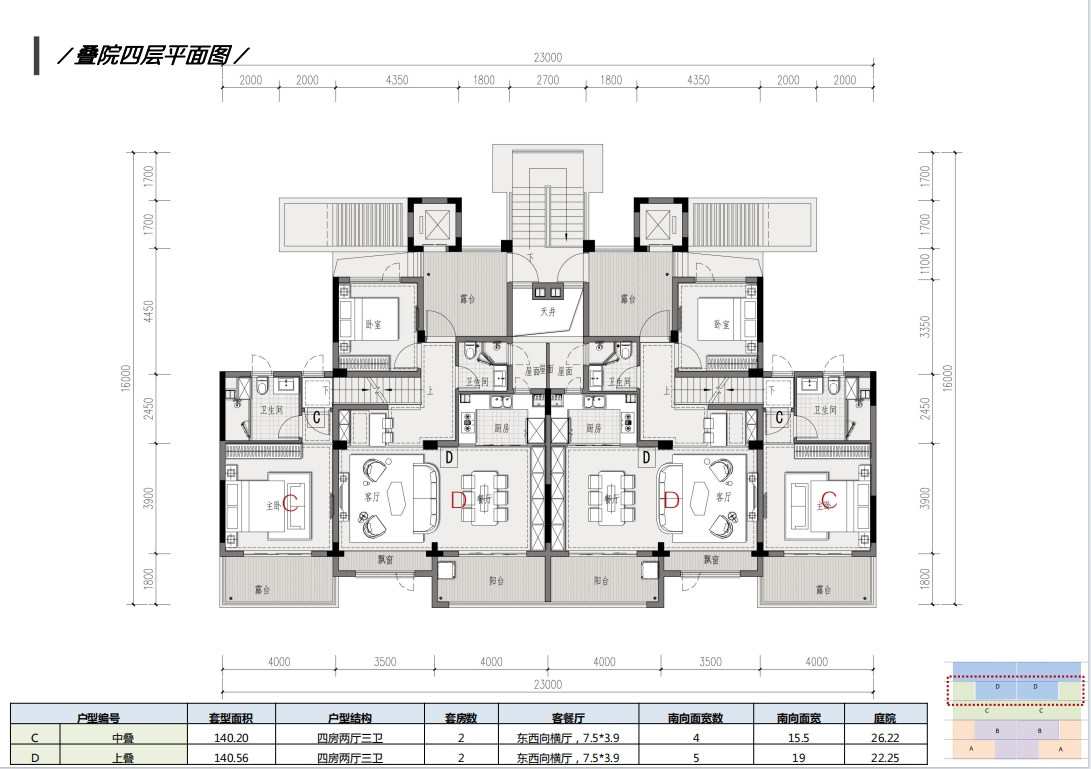 /叠院四层平面图/
23000
2000 2000 4350 1800 2700 1800 4350 2000 2000
1700 1700
1700 1700
下
1100
露台 露台
4450 天井 3350
卧室 卧室
16000 16000
屋面 屋面 屋面
卫生间 卫生间
下 上 上 下
2450 卫生间 卫生间 2450
C C
厨房 厨房
D D
客厅 餐厅 餐厅 客厅
3900 主卧 C D D 主卧 C 3900
飘窗 飘窗
阳台 阳台
1800 露台 露台 1800
4000 3500 4000 4000 3500 4000
23000
D D
C C
B B
A A
户型编号 套型面积 户型结构 套房数 客餐厅 南向面宽数 南向面宽 庭院
C 中叠 140.20 四房两厅三卫 2 东西向横厅，7.5*3.9 4 15.5 26.22
D 上叠 140.56 四房两厅三卫 2 东西向横厅，7.5*3.9 5 19 22.25